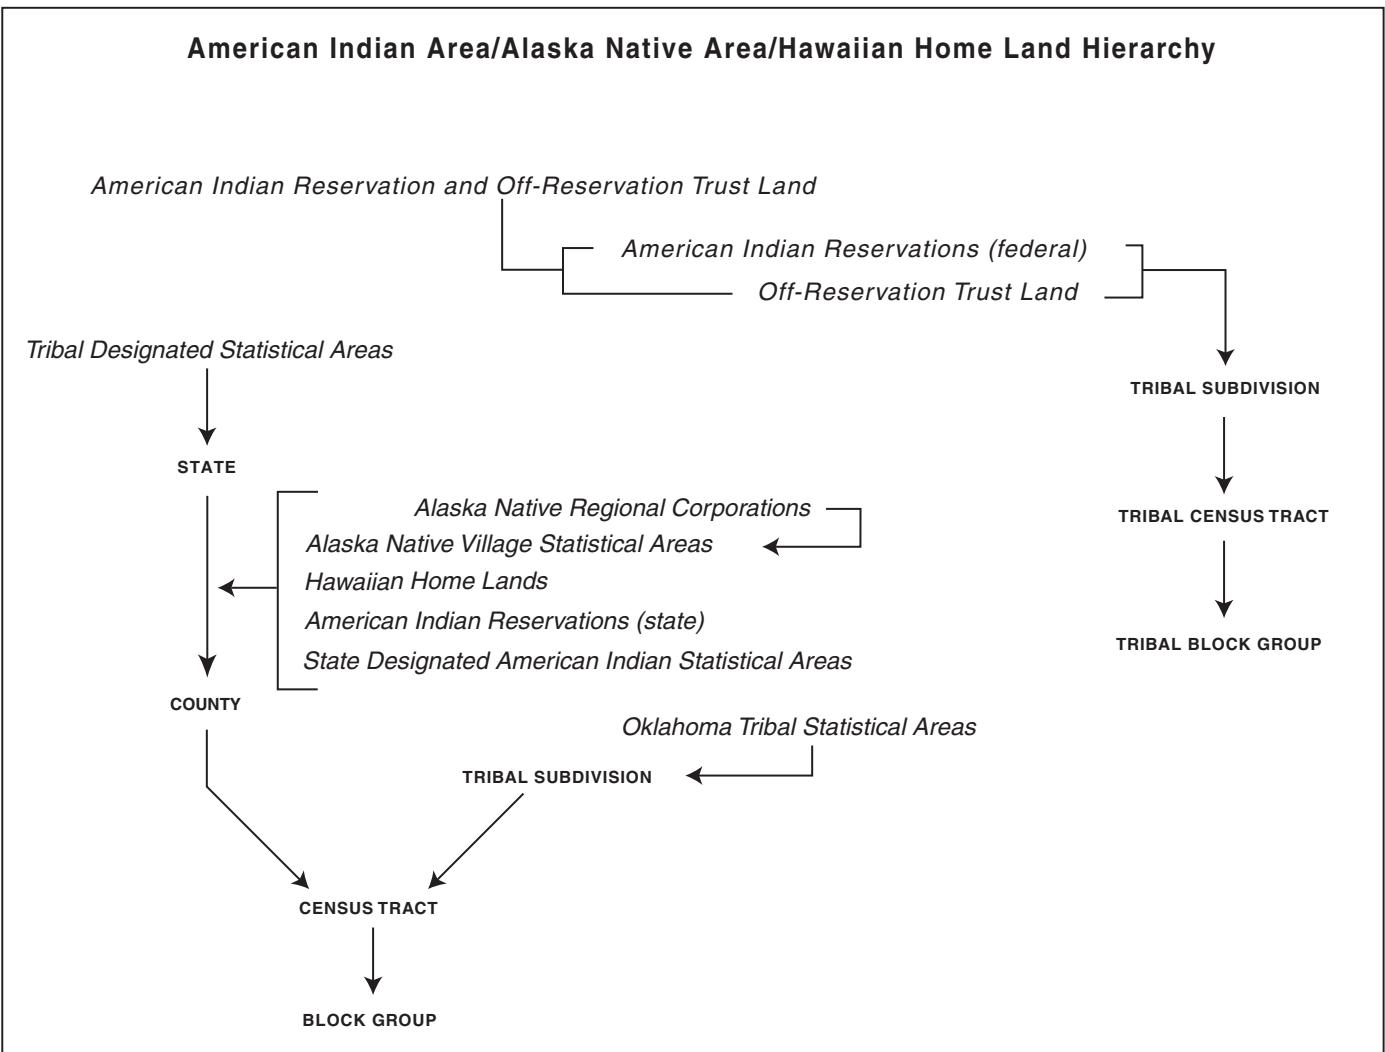 American Indian Area/Alaska Native Area/Hawaiian Home Land Hierarchy
American Indian Reservation and Off-Reservation Trust Land
American Indian Reservations (federal)
Off-Reservation Trust Land
Tribal Designated Statistical Areas
TRIBAL SUBDIVISION
STATE
Alaska Native Regional Corporations
TRIBAL CENSUS TRACT
Alaska Native Village Statistical Areas
Hawaiian Home Lands
American Indian Reservations (state)
TRIBAL BLOCK GROUP
State Designated American Indian Statistical Areas
COUNTY
Oklahoma Tribal Statistical Areas
TRIBAL SUBDIVISION
CENSUS TRACT
BLOCK GROUP